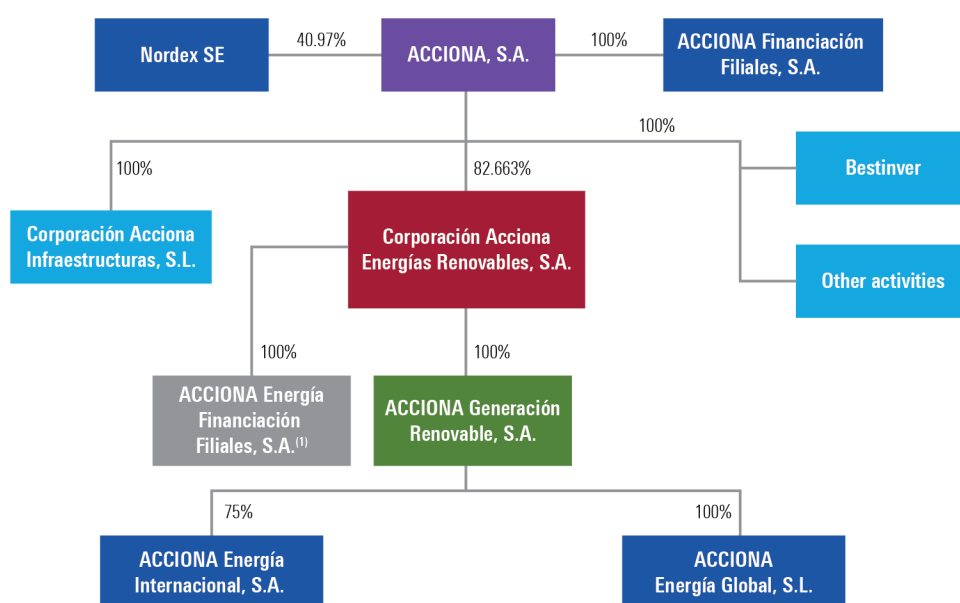 Nordex SE
40.97%
ACCIONA, S.A.
100%
ACCIONA Financiación
Filiales, S.A.
100%
82.663%
100%
Bestinver
Corporación Acciona
Infraestructuras, S.L.
Corporación Acciona
Energías Renovables, S.A.
Other activities
100%
100%
ACCIONA Energía
Financiación
Filiales, S.A.(1)
ACCIONA Generación
Renovable, S.A.
75%
100%
ACCIONA Energía
Internacional, S.A.
ACCIONA
Energía Global, S.L.